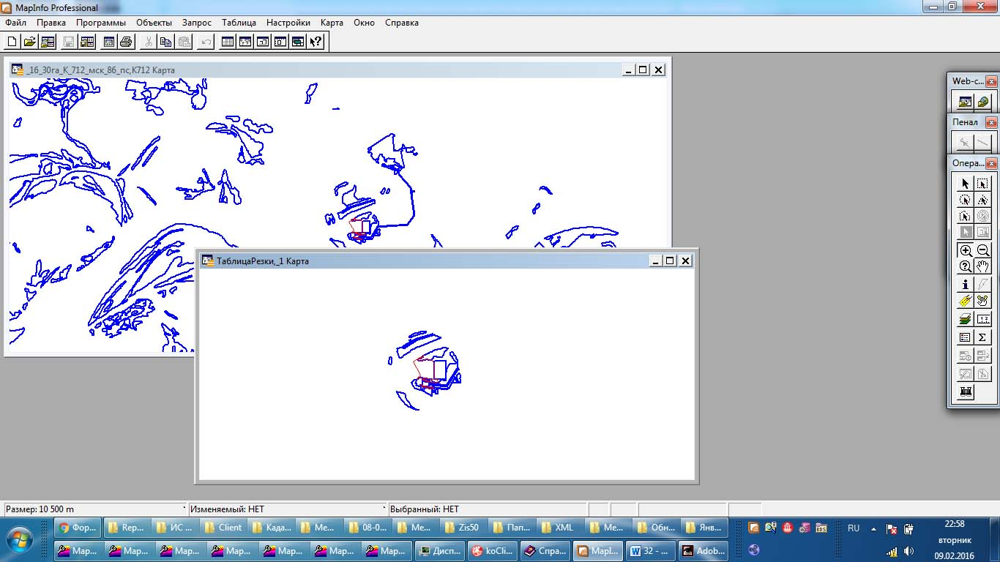 MapInfo Professional
Файл Правка Программы Объекты Запрос Таблица Настройки Карта Окно Справка
_16_30га_К_712_мск_86_пс,К712 Карта
Web-с...
Пенал
Опера...
ТаблицаРезки,_1 Карта
Размер: 10 500 m
Изменяемый: НЕТ
Выбранный: НЕТ
Фор... Rep... ИС ... Client Када... Ме... 08-0... Ме... Zis50 Пап... XML Ме... Обн... Янв...
Map... Map... Map... Map... Map... Map... Map... Дисп... koCli... Спра... MapI... 32 - ... Adob...
RU
22:58
вторник
09.02.2016